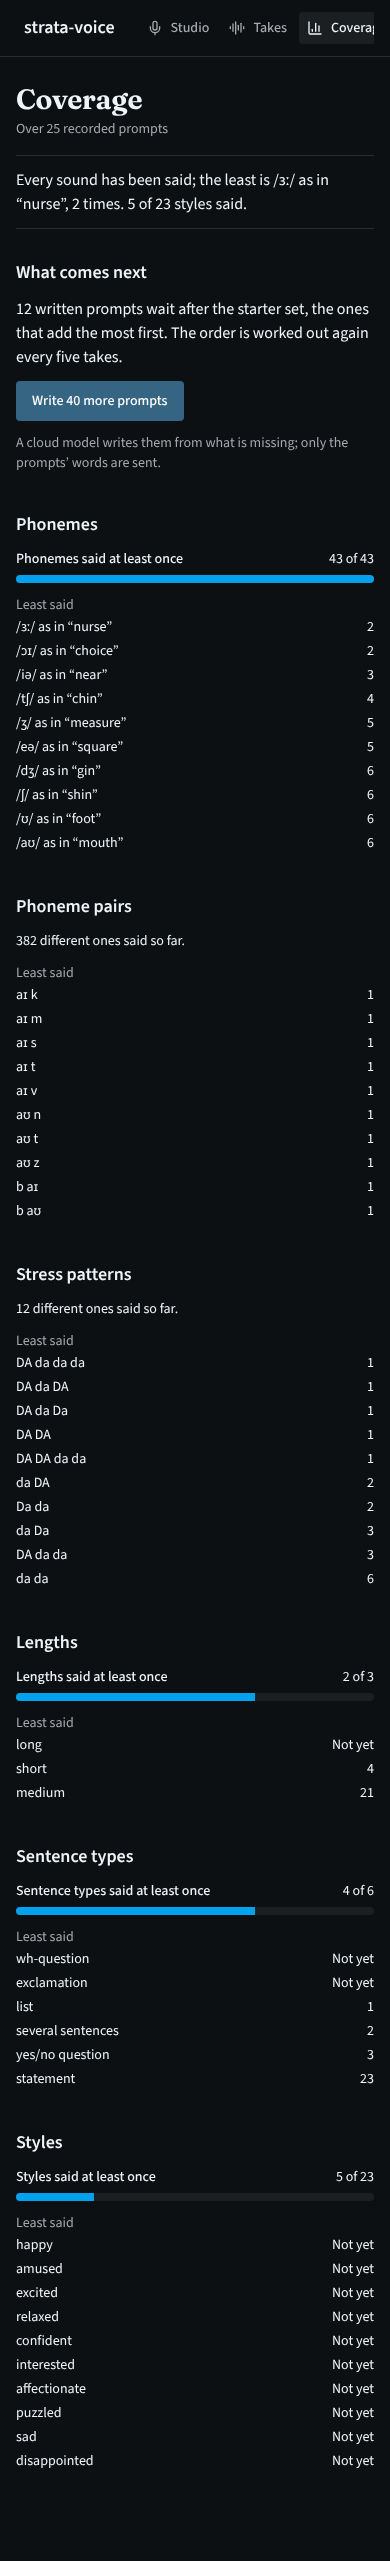 strata-voice
Studio
Takes
Coverage
Over 25 recorded prompts
Every sound has been said; the least is /ɜː/ as in
“nurse”, 2 times. 5 of 23 styles said.
What comes next
12 written prompts wait after the starter set, the ones
that add the most first. The order is worked out again
every five takes.
Write 40 more prompts
A cloud model writes them from what is missing; only the
prompts’ words are sent.
Phonemes
Phonemes said at least once 43 of 43
Least said
/ɜː/ as in “nurse” 2
/ɔɪ/ as in “choice” 2
/iə/ as in “near” 3
/tʃ/ as in “chin” 4
/ʒ/ as in “measure” 5
/eə/ as in “square” 5
/dʒ/ as in “gin” 6
/ʃ/ as in “shin” 6
/ʊ/ as in “foot” 6
/aʊ/ as in “mouth” 6
Phoneme pairs
382 different ones said so far.
Least said
aɪ k 1
aɪ m 1
aɪ s 1
aɪ t 1
aɪ v 1
aʊ n 1
aʊ t 1
aʊ z 1
b aɪ 1
b aʊ 1
Stress patterns
12 different ones said so far.
Least said
DA da da da 1
DA da DA 1
DA da Da 1
DA DA 1
DA DA da da 1
da DA 2
Da da 2
da Da 3
DA da da 3
da da 6
Lengths
Lengths said at least once 2 of 3
Least said
long Not yet
short 4
medium 21
Sentence types
Sentence types said at least once 4 of 6
Least said
wh-question Not yet
exclamation Not yet
list 1
several sentences 2
yes/no question 3
statement 23
Styles
Styles said at least once 5 of 23
Least said
happy Not yet
amused Not yet
excited Not yet
relaxed Not yet
confident Not yet
interested Not yet
affectionate Not yet
puzzled Not yet
sad Not yet
disappointed Not yet